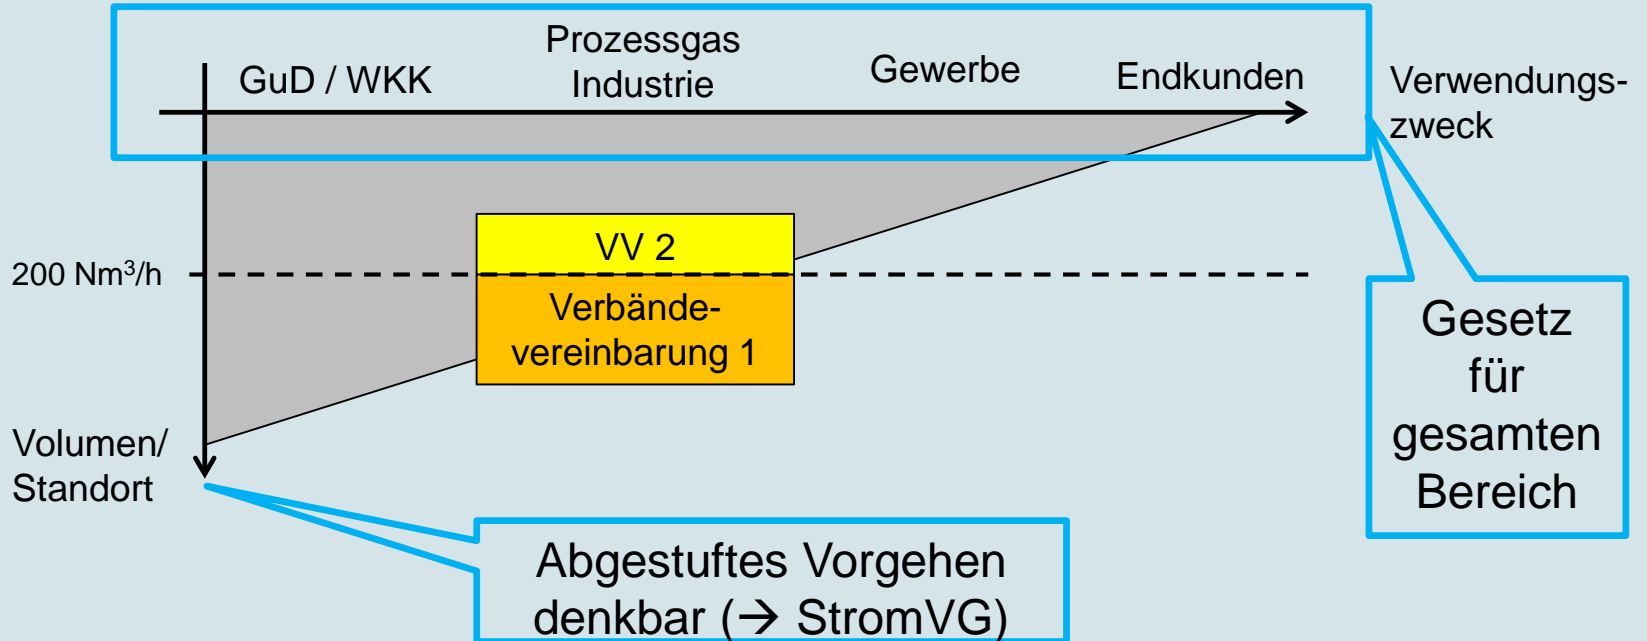 GuD / WKK
Prozessgas
Industrie
Gewerbe
Endkunden
Verwendungs-
zweck
200 Nm³/h
VV 2
Verbände-
vereinbarung 1
Gesetz
für
gesamten
Bereich
Volumen/
Standort
Abgestuftes Vorgehen
denkbar (→ StromVG)